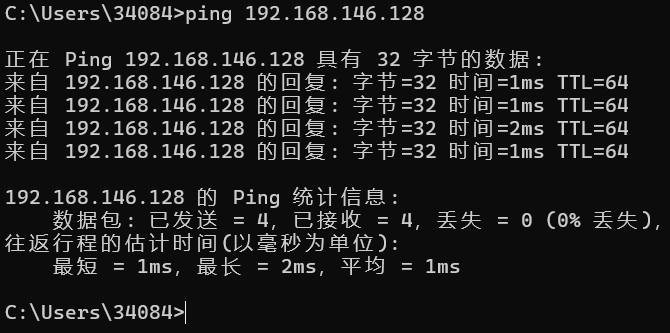 C:\Users\34084>ping 192.168.146.128
正在 Ping 192.168.146.128 具有 32 字节的数据:
来自 192.168.146.128 的回复: 字节=32 时间=1ms TTL=64
来自 192.168.146.128 的回复: 字节=32 时间=1ms TTL=64
来自 192.168.146.128 的回复: 字节=32 时间=2ms TTL=64
来自 192.168.146.128 的回复: 字节=32 时间=1ms TTL=64
192.168.146.128 的 Ping 统计信息:
数据包: 已发送 = 4, 已接收 = 4, 丢失 = 0 (0% 丢失),
往返行程的估计时间(以毫秒为单位):
最短 = 1ms, 最长 = 2ms, 平均 = 1ms
C:\Users\34084>